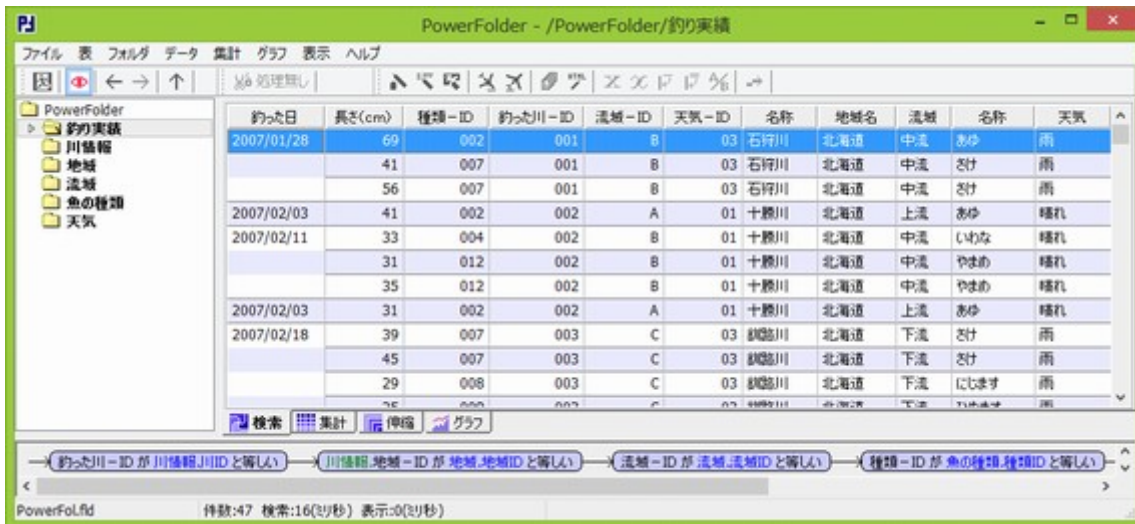 PowerFolder - /PowerFolder/釣り実績
ファイル 表 フォルダ データ 集計 グラフ 表示 ヘルプ
処理無し
PowerFolder
釣り実績
川情報
地域
流域
魚の種類
天気
釣った日 長さ(cm) 種類－ID 釣った川－ID 流域－ID 天気－ID 名称 地域名 流域 名称 天気
2007/01/28 69 002 001 B 03 石狩川 北海道 中流 あゆ 雨
41 007 001 B 03 石狩川 北海道 中流 さけ 雨
56 007 001 B 03 石狩川 北海道 中流 さけ 雨
2007/02/03 41 002 002 A 01 十勝川 北海道 上流 あゆ 晴れ
2007/02/11 33 004 002 B 01 十勝川 北海道 中流 いわな 晴れ
31 012 002 B 01 十勝川 北海道 中流 やまめ 晴れ
35 012 002 B 01 十勝川 北海道 中流 やまめ 晴れ
2007/02/03 31 002 002 A 01 十勝川 北海道 上流 あゆ 晴れ
2007/02/18 39 007 003 C 03 釧路川 北海道 下流 さけ 雨
45 007 003 C 03 釧路川 北海道 下流 さけ 雨
29 008 003 C 03 釧路川 北海道 下流 にじます 雨
検索 集計 伸縮 グラフ
釣った川－ID が 川情報.川ID と等しい 川情報.地域－ID が 地域.地域ID と等しい 流域－ID が 流域.流域ID と等しい 種類－ID が 魚の種類.種類ID と等しい
PowerFol.fld 件数:47 検索:16(ミリ秒) 表示:0(ミリ秒)